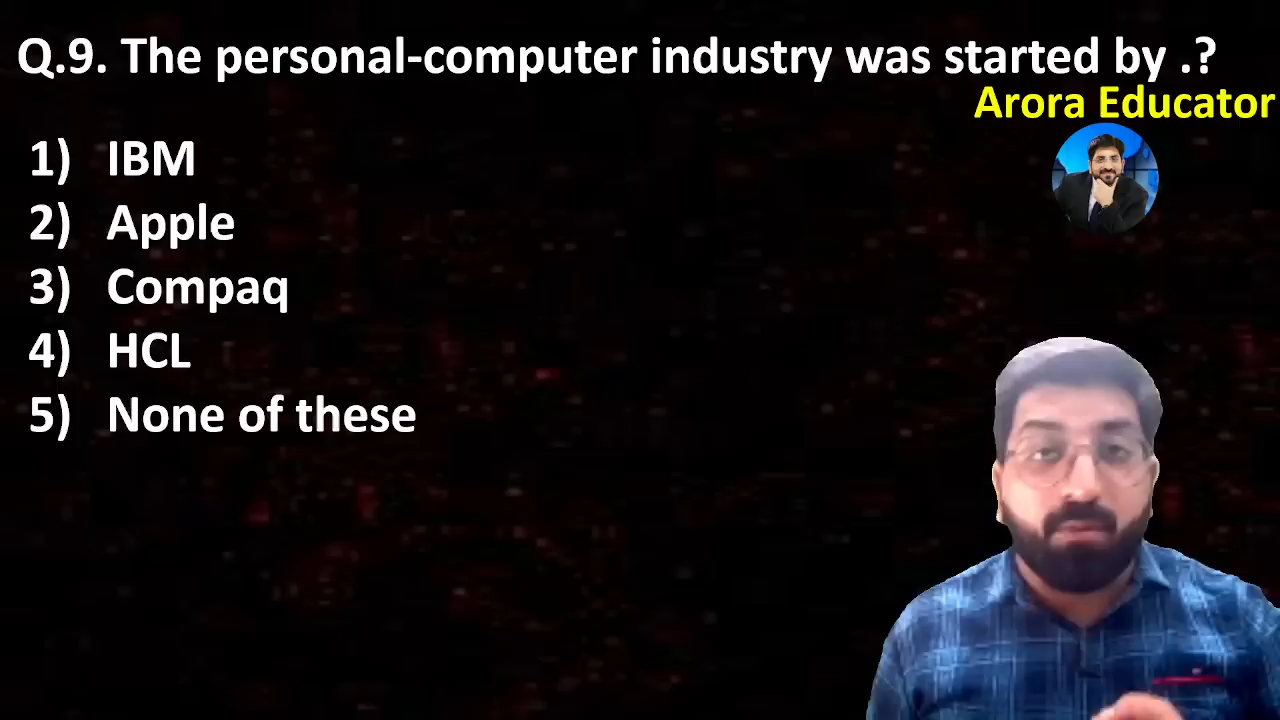 Q.9. The personal-computer industry was started by .?
Arora Educator
1) IBM
2) Apple
3) Compaq
4) HCL
5) None of these